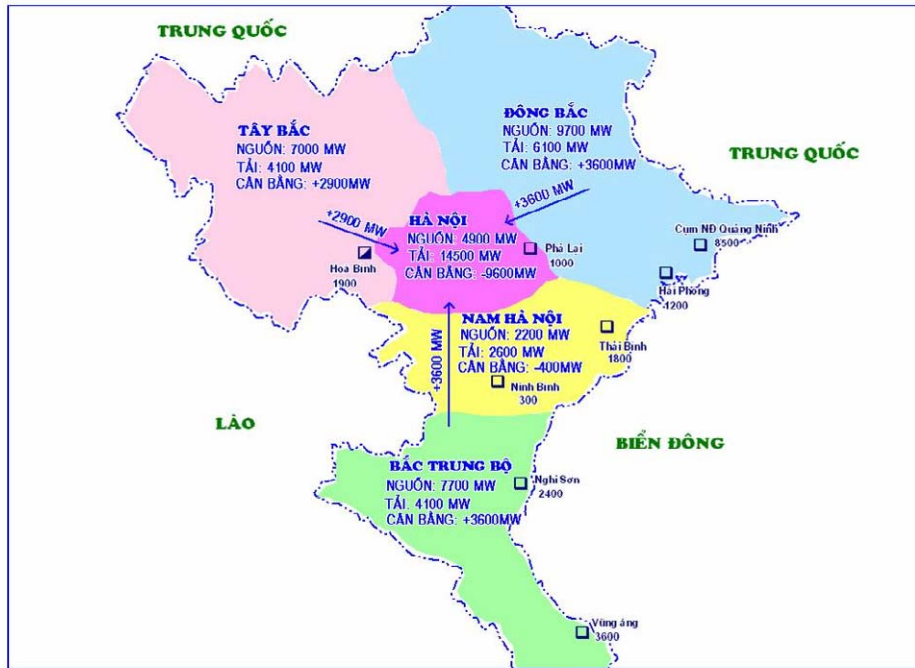 TRUNG QUỐC
TÂY BẮC
NGUỒN: 7000 MW
TẢI: 4100 MW
CÂN BẰNG: +2900MW
ĐÔNG BẮC
NGUỒN: 9700 MW
TẢI: 6100 MW
CÂN BẰNG: +3600MW
TRUNG QUỐC
+2900 MW
+3600 MW
HÀ NỘI
NGUỒN: 4900 MW
TẢI: 14500 MW
CÂN BẰNG: -9600MW
Hoà Bình
1900
Phả Lại
1000
Cụm NĐ Quảng Ninh
8500
Hải Phòng
1200
+3600 MW
NAM HÀ NỘI
NGUỒN: 2200 MW
TẢI: 2600 MW
CÂN BẰNG: -400MW
Thái Bình
1800
Ninh Bình
300
LÀO
BIỂN ĐÔNG
BẮC TRUNG BỘ
NGUỒN: 7700 MW
TẢI: 4100 MW
CÂN BẰNG: +3600MW
Nghi Sơn
2400
Vũng áng
3600